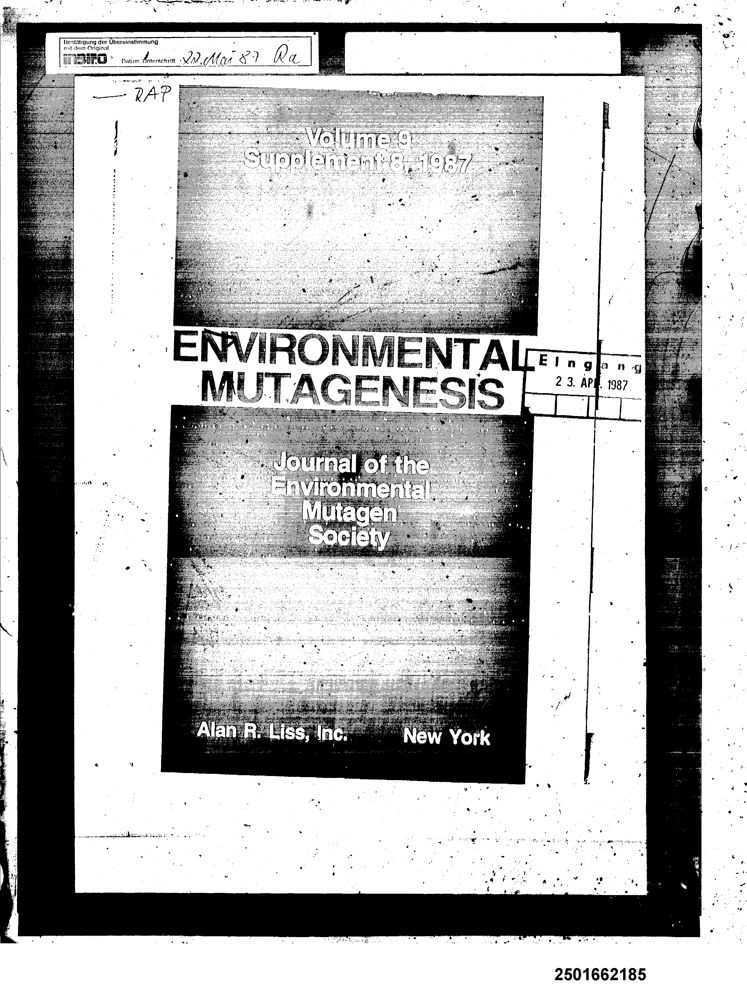 Bestätigung der Übereinstimmung
mit dem Original
INBIFO Datum, Unterschrift 22. Mai 87 Ra
RAP
Volume 9
Supplement 8, 1987
ENVIRONMENTAL
MUTAGENESIS
Eingang
23. APR. 1987
Journal of the
Environmental
Mutagen
Society
Alan R. Liss, Inc. New York
2501662185